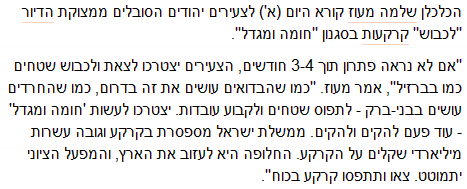 הכלכלן שלמה מעוז קורא היום (א') לצעירים יהודים הסובלים ממצוקת הדיור
"לכבוש" קרקעות בסגנון "חומה ומגדל".
"אם לא נראה פתרון תוך 3-4 חודשים, הצעירים יצטרכו לצאת ולכבוש שטחים
כמו בברזיל", אמר מעוז. "כמו שהבדואים עושים את זה בדרום, כמו שהחרדים
עושים בבני-ברק - לתפוס שטחים ולקבוע עובדות. יצטרכו לעשות 'חומה ומגדל'
- עוד פעם להקים ולהקים. ממשלת ישראל מספסרת בקרקע וגובה עשרות
מיליארדי שקלים על הקרקע. החלופה היא לעזוב את הארץ, והמפעל הציוני
יתמוטט. צאו ותתפסו קרקע בכוח".